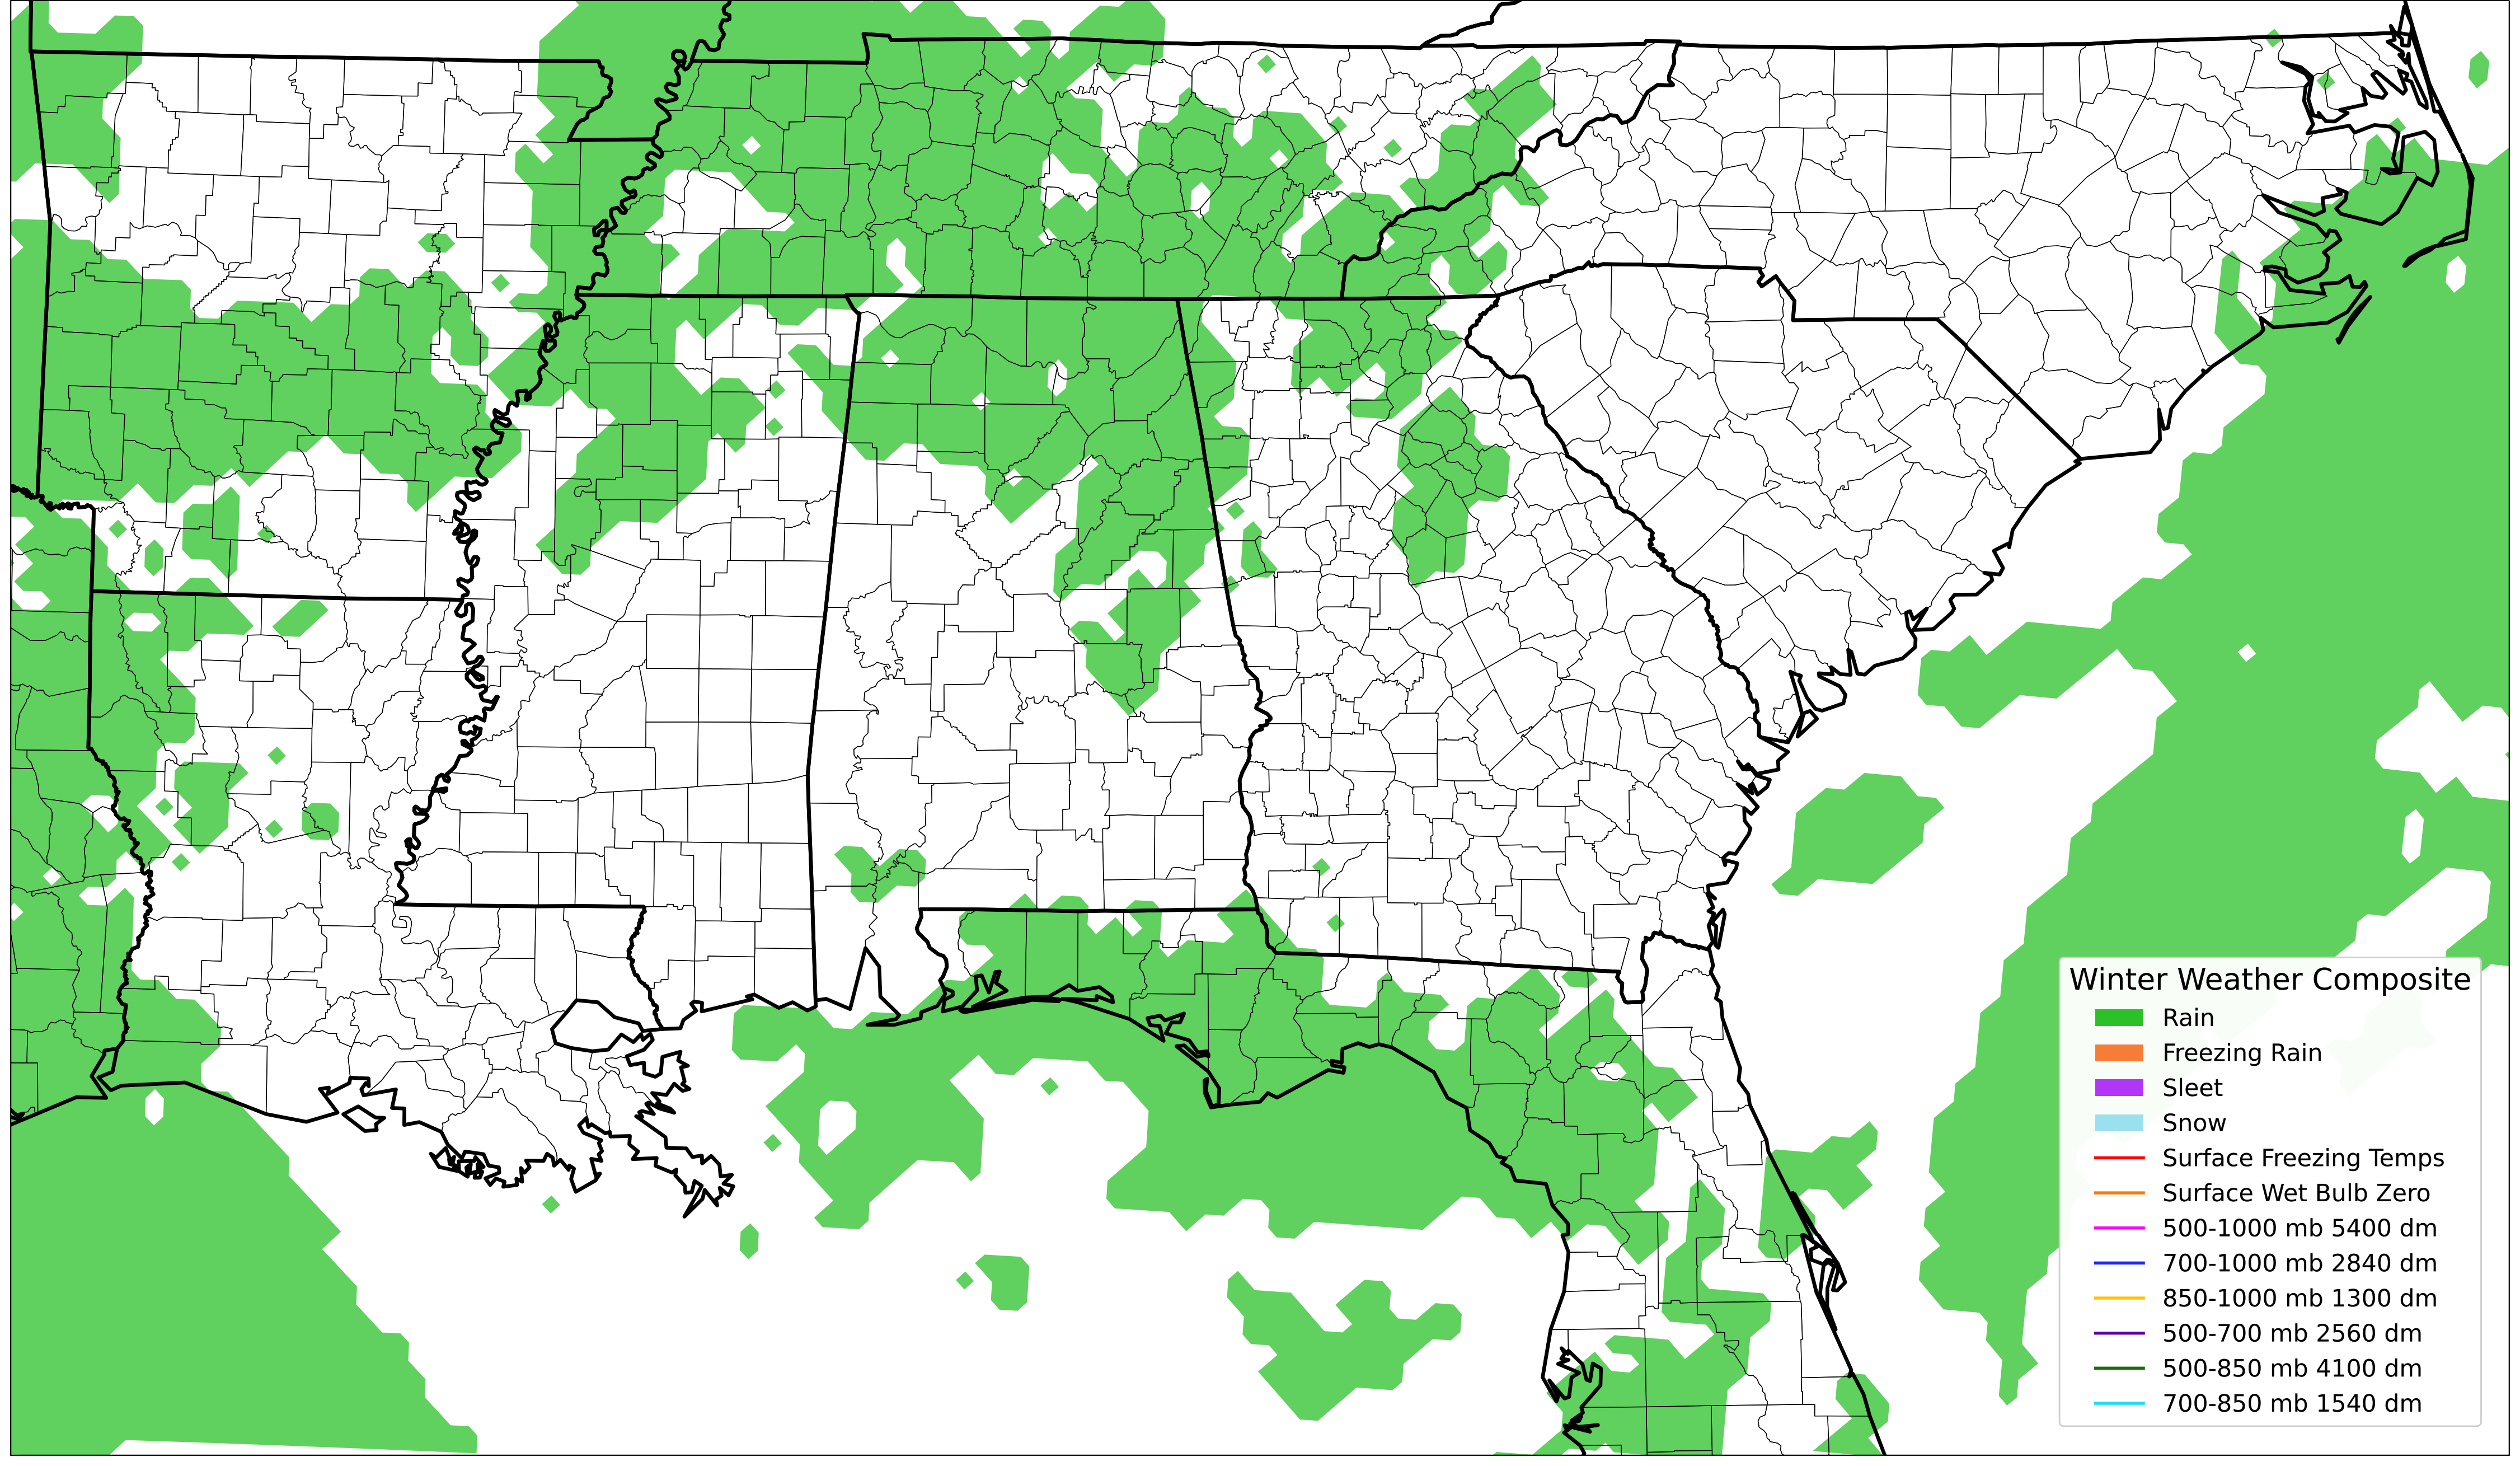 Winter Weather Composite
Rain
Freezing Rain
Sleet
Snow
Surface Freezing Temps
Surface Wet Bulb Zero
500-1000 mb 5400 dm
700-1000 mb 2840 dm
850-1000 mb 1300 dm
500-700 mb 2560 dm
500-850 mb 4100 dm
700-850 mb 1540 dm